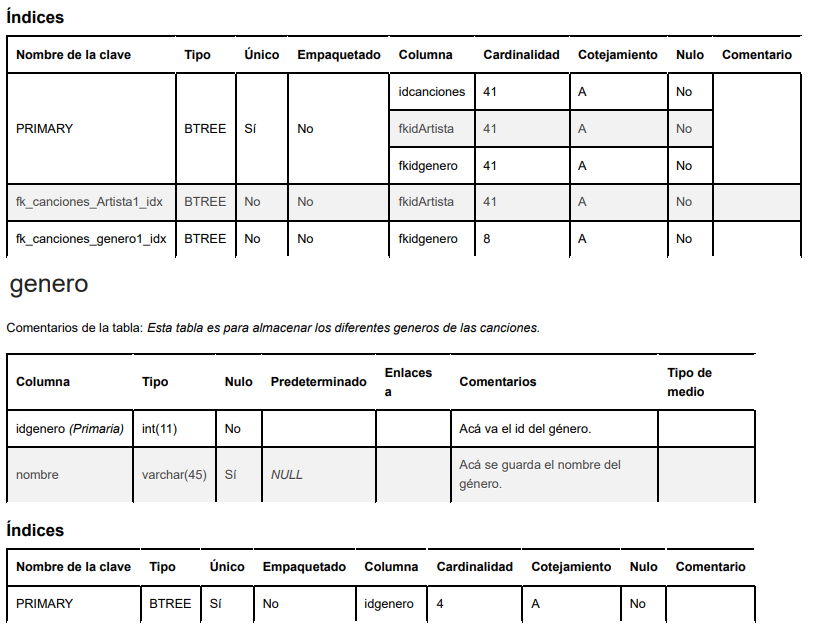 Índices
Nombre de la clave Tipo Único Empaquetado Columna Cardinalidad Cotejamiento Nulo Comentario
PRIMARY BTREE Sí No idcanciones 41 A No
fkidArtista 41 A No
fkidgenero 41 A No
fk_canciones_Artista1_idx BTREE No No fkidArtista 41 A No
fk_canciones_genero1_idx BTREE No No fkidgenero 8 A No
genero
Comentarios de la tabla: Esta tabla es para almacenar los diferentes generos de las canciones.
Columna Tipo Nulo Predeterminado Enlaces a Comentarios Tipo de medio
idgenero (Primaria) int(11) No Acá va el id del género.
nombre varchar(45) Sí NULL Acá se guarda el nombre del
género.
Índices
Nombre de la clave Tipo Único Empaquetado Columna Cardinalidad Cotejamiento Nulo Comentario
PRIMARY BTREE Sí No idgenero 4 A No